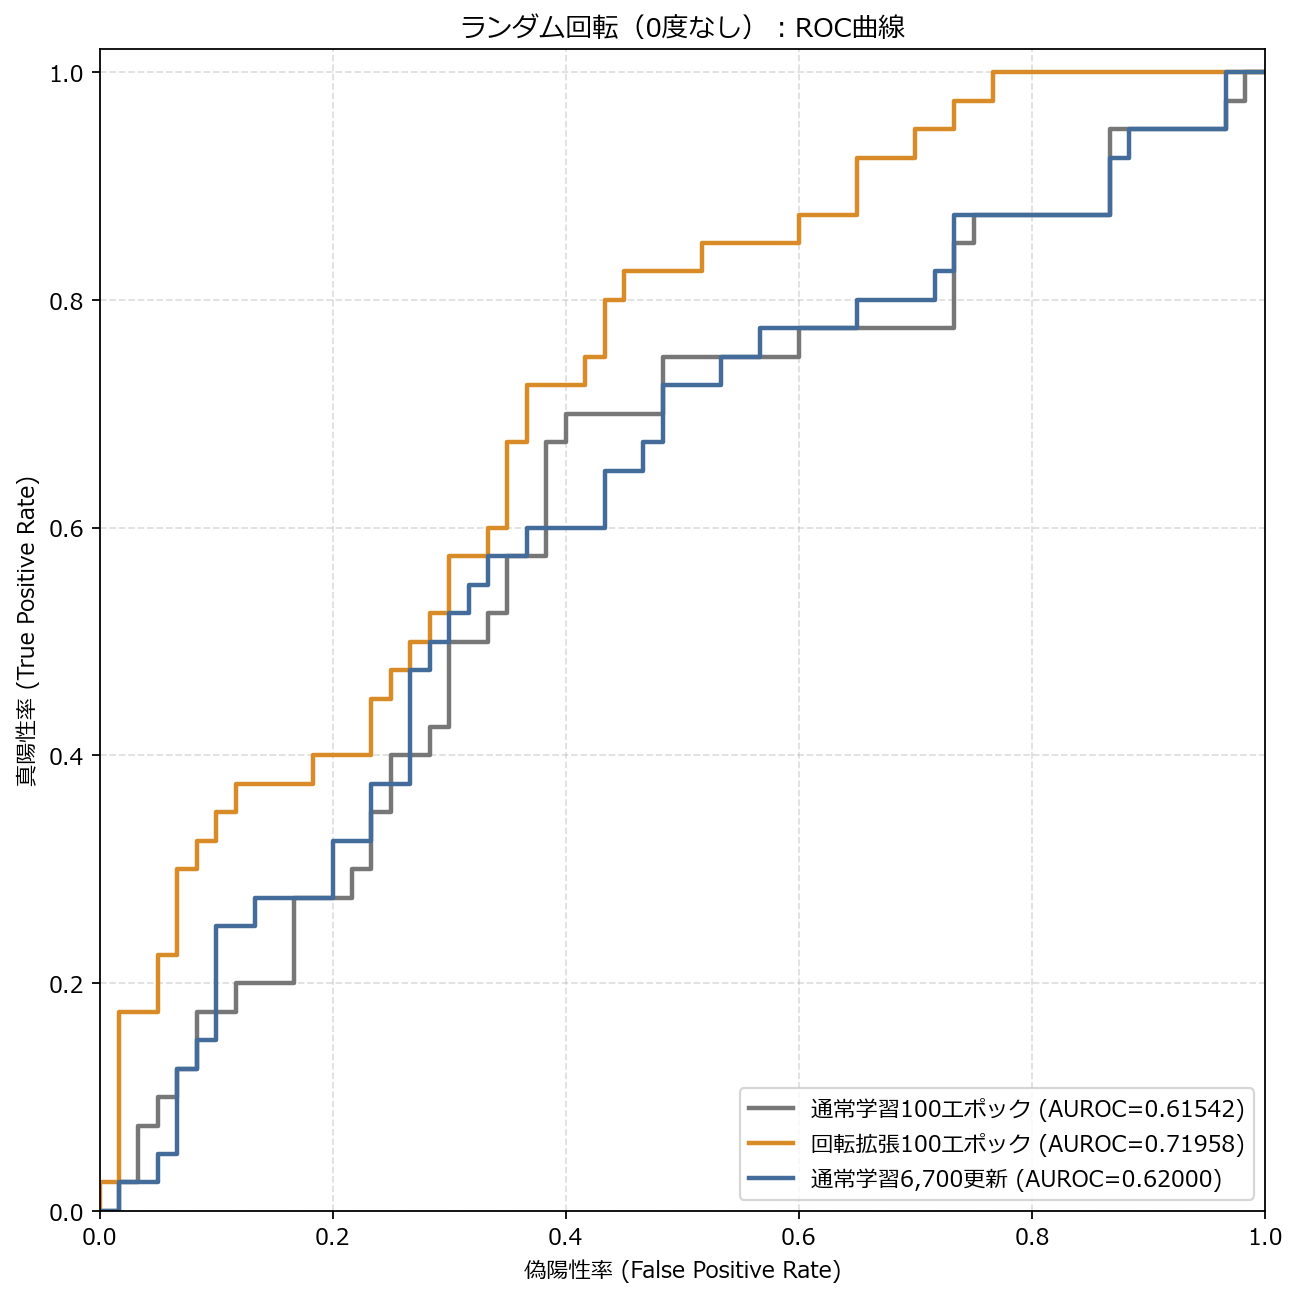 ランダム回転（0度なし）：ROC曲線
真陽性率 (True Positive Rate)
1.0
0.8
0.6
0.4
0.2
0.0
0.0 0.2 0.4 0.6 0.8 1.0
偽陽性率 (False Positive Rate)
通常学習100エポック (AUROC=0.61542)
回転拡張100エポック (AUROC=0.71958)
通常学習6,700更新 (AUROC=0.62000)